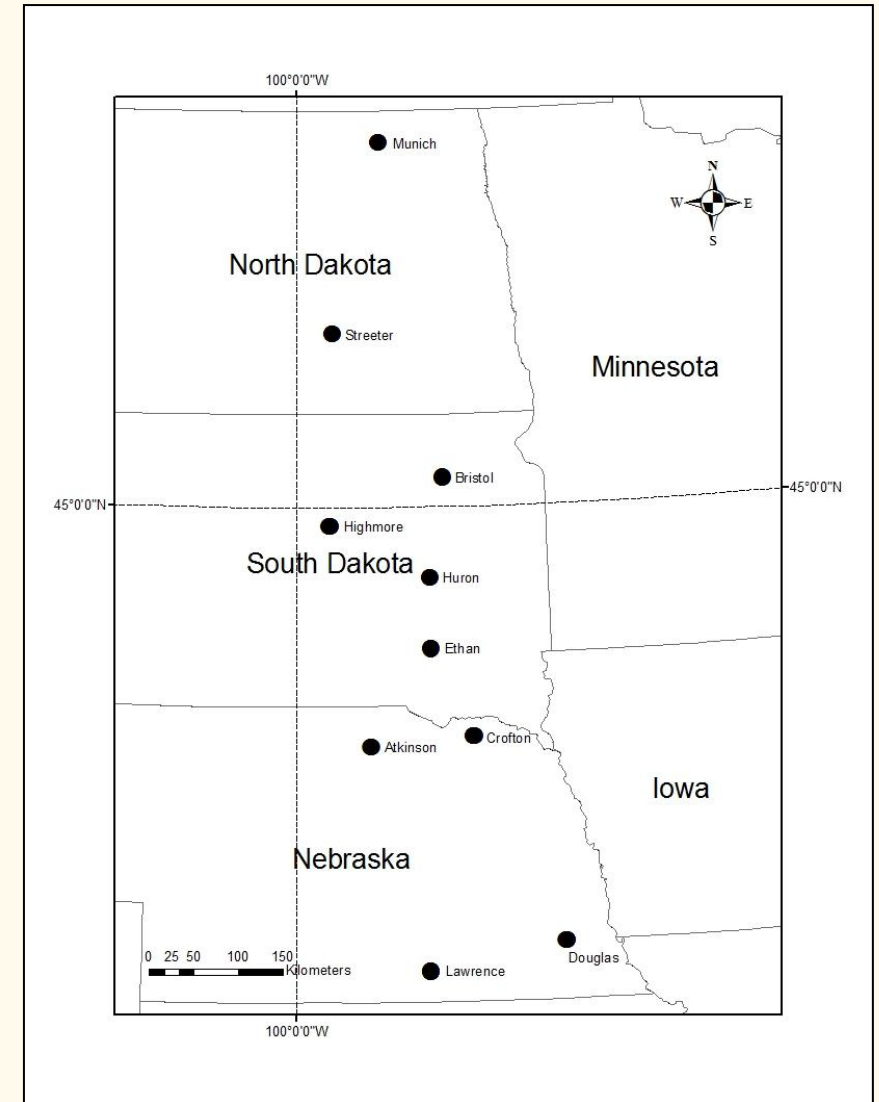 100°0'0"W
Munich
N
W E
S
North Dakota
Streeter
Minnesota
Bristol
45°0'0"N
45°0'0"N
Highmore
South Dakota
Huron
Ethan
Crofton
Atkinson
Iowa
Nebraska
Douglas
0 25 50 100 150
Kilometers
Lawrence
100°0'0"W